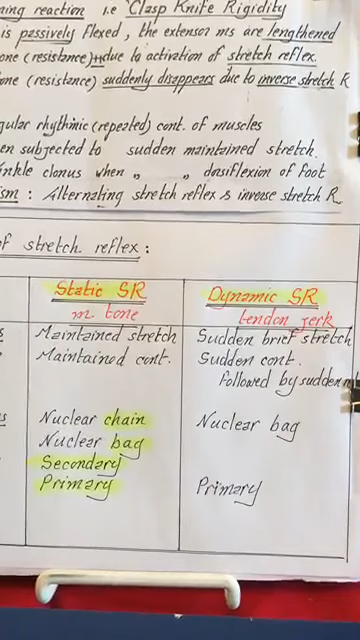 ning reaction i.e "Clasp Knife Rigidity
is passively flexed, the extensor ms are lengthened
one (resistance) ++ due to activation of stretch reflex.
one (resistance) suddenly disappears due to inverse stretch R
gular rhythmic (repeated) cont. of muscles
en subjected to sudden maintained stretch.
nkle clonus when „ „ dorsiflexion of foot
ism: Alternating stretch reflex & inverse stretch R.
of stretch reflex:
Static SR Dynamic SR
m. tone tendon jerk
Maintained stretch Sudden brief stretch
Maintained cont. Sudden cont.
Followed by sudden
Nuclear chain Nuclear bag
Nuclear bag
Secondary
Primary Primary